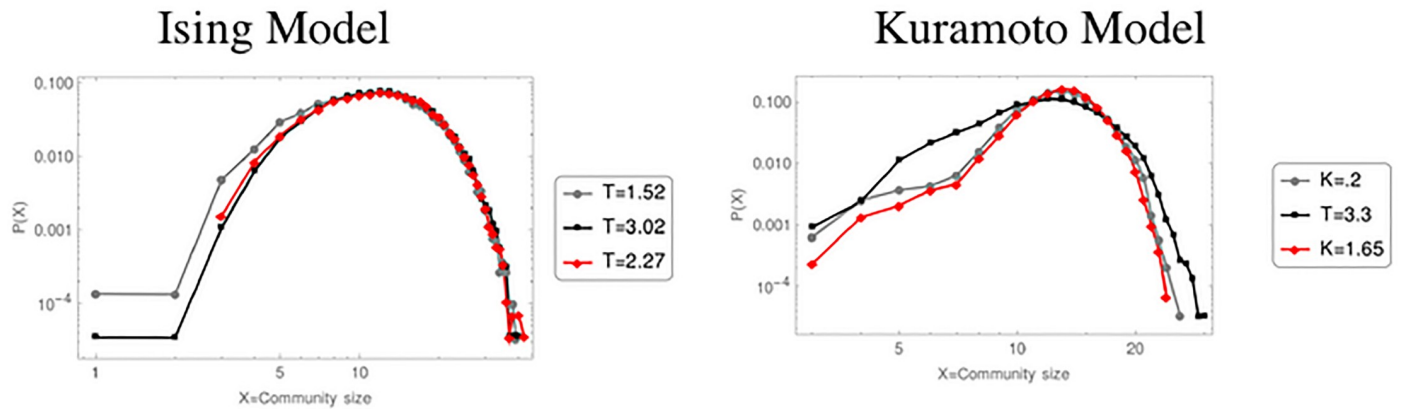 Ising Model
Kuramoto Model
0.100
0.010
0.001
10⁻⁴
P(X)
1
5
10
X=Community size
T=1.52
T=3.02
T=2.27
0.100
0.010
0.001
10⁻⁴
P(X)
5
10
20
X=Community size
K=.2
T=3.3
K=1.65